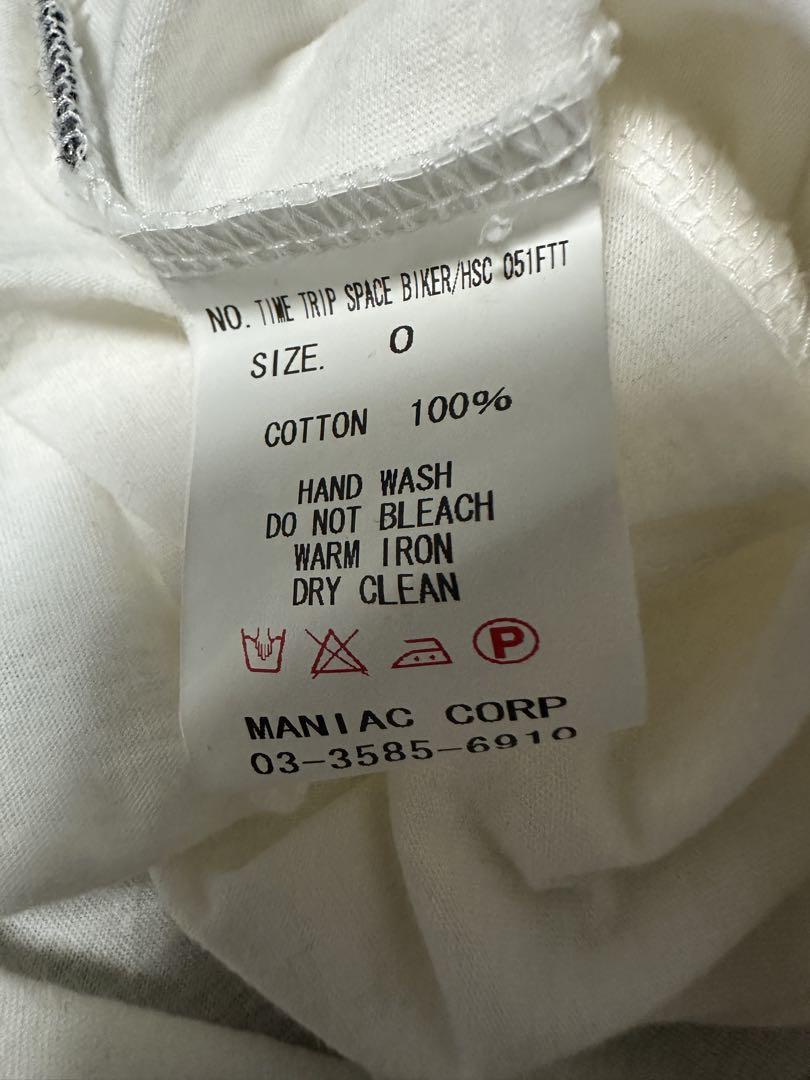 NO. TIME TRIP SPACE BIKER/HSC 051FTT
SIZE. 0
COTTON 100%
HAND WASH
DO NOT BLEACH
WARM IRON
DRY CLEAN
P
MANIAC CORP
03-3585-6910